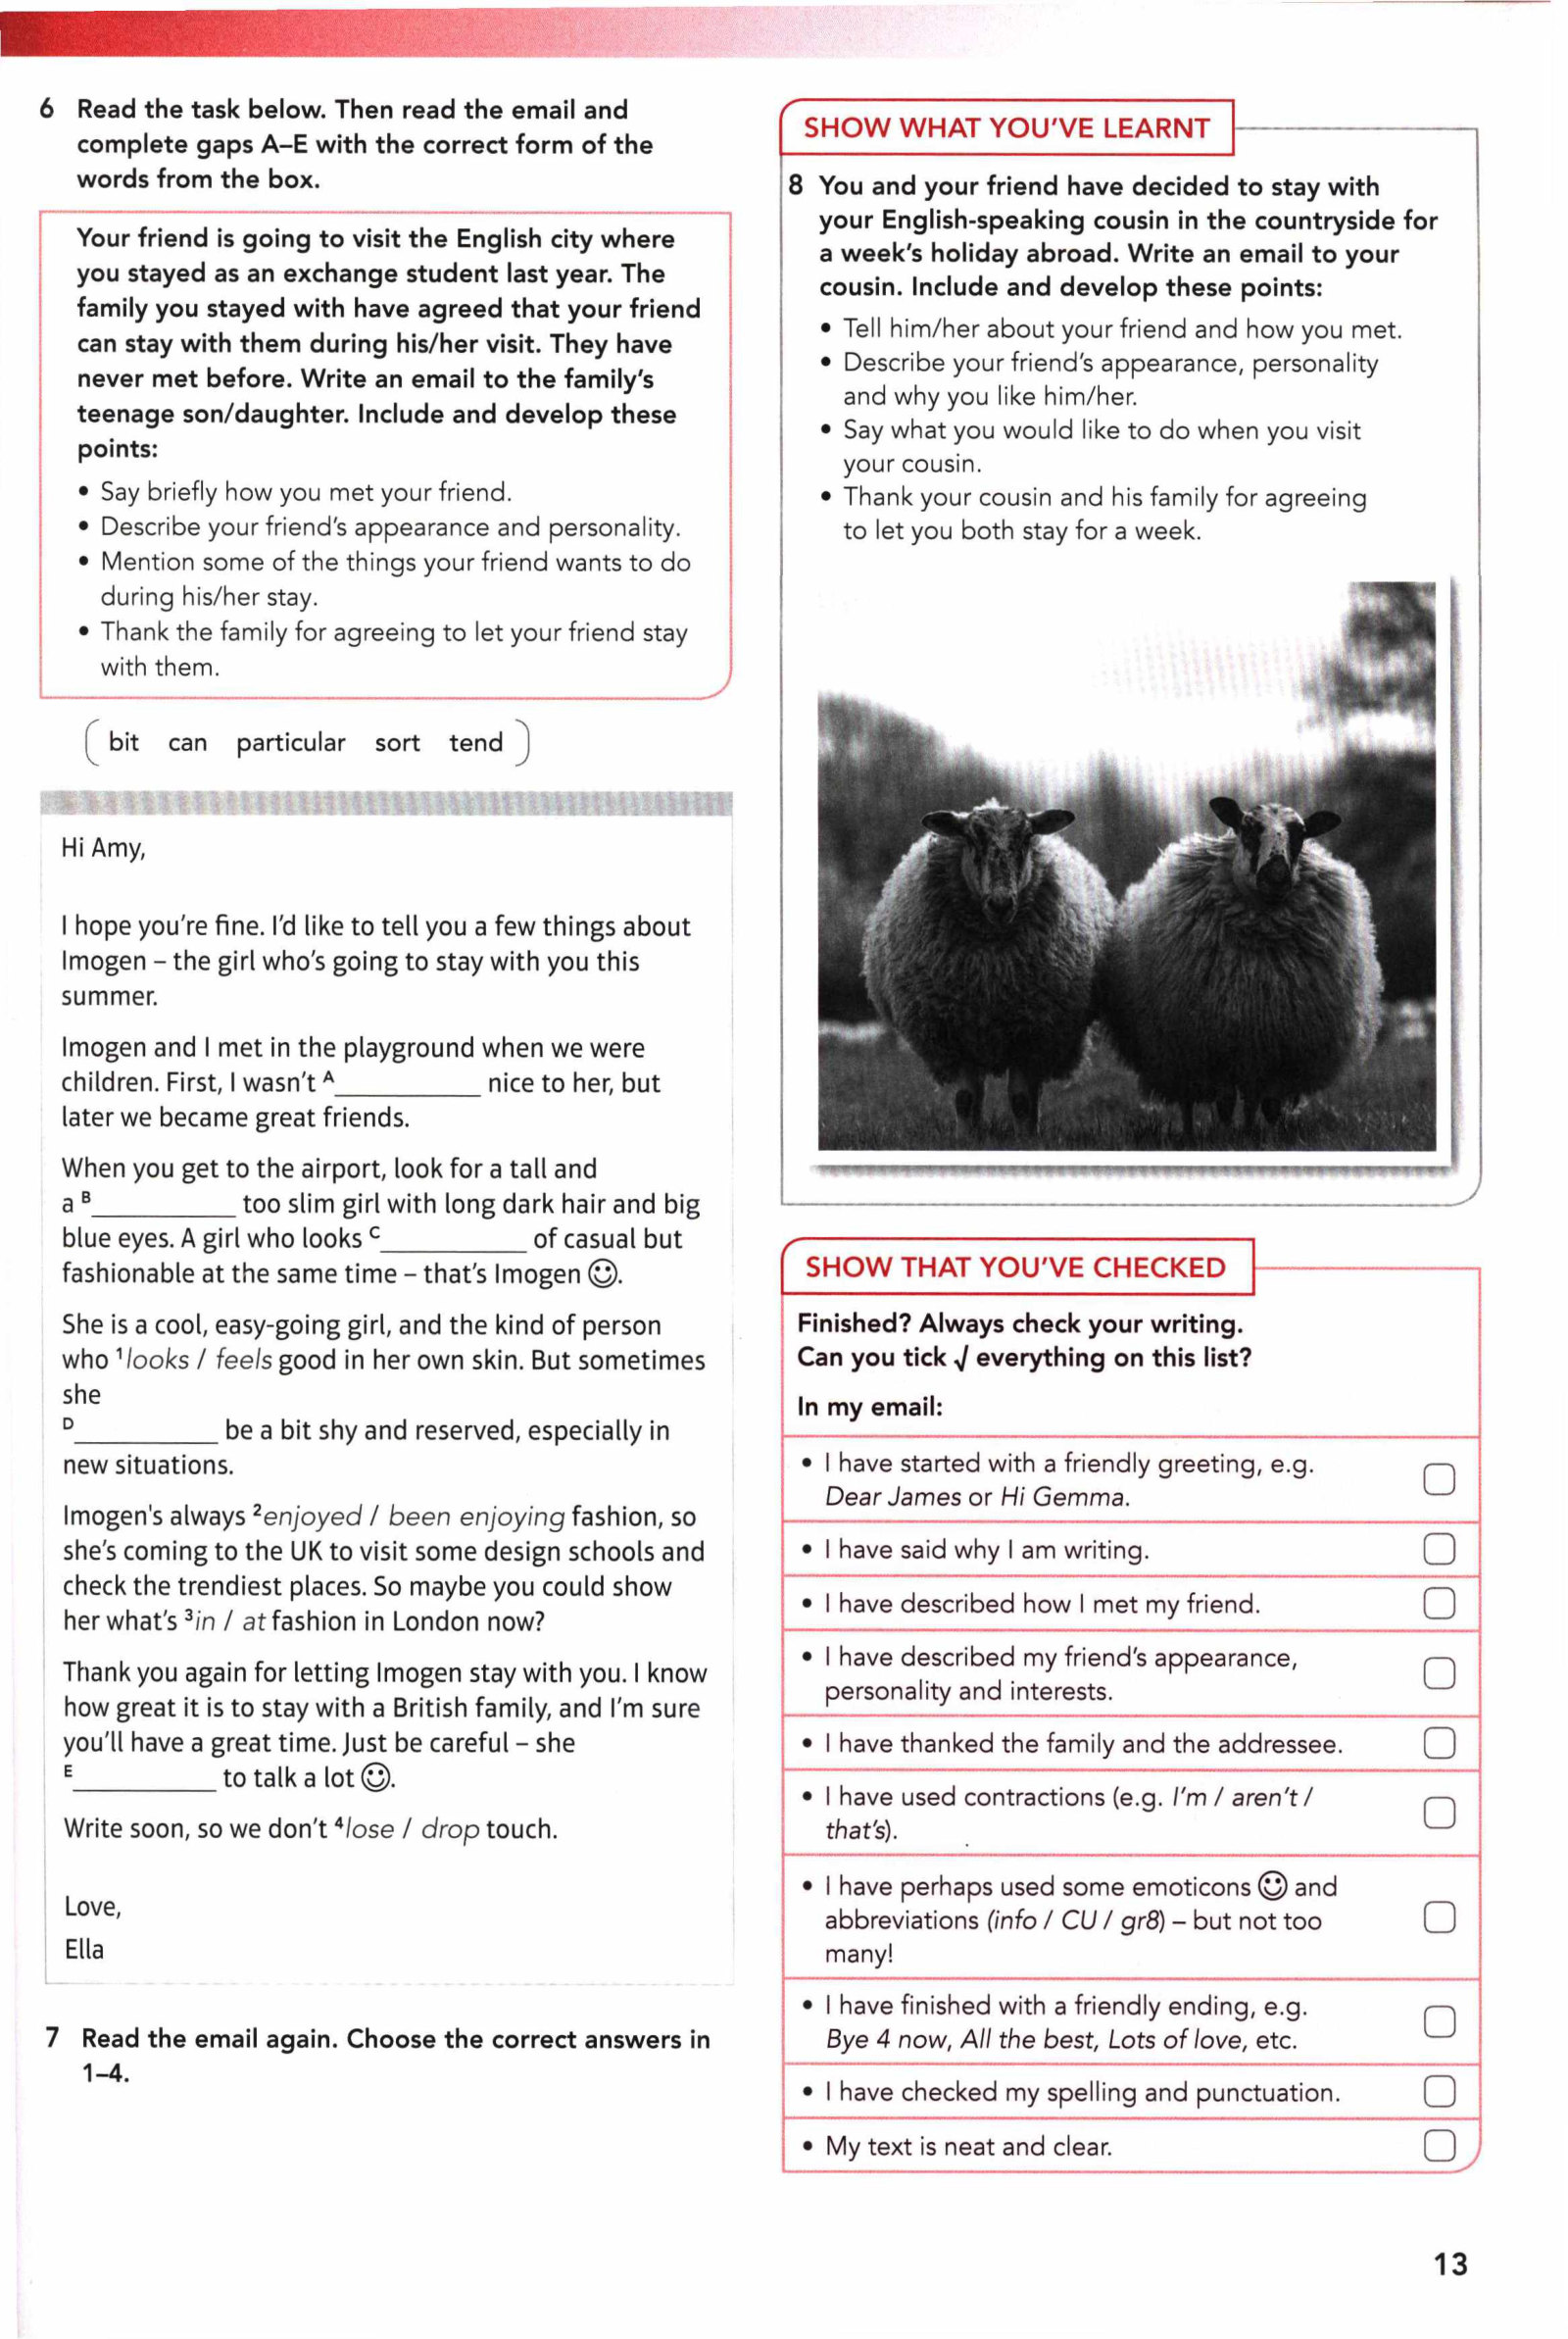 6 Read the task below. Then read the email and
complete gaps A–E with the correct form of the
words from the box.
Your friend is going to visit the English city where
you stayed as an exchange student last year. The
family you stayed with have agreed that your friend
can stay with them during his/her visit. They have
never met before. Write an email to the family's
teenage son/daughter. Include and develop these
points:
• Say briefly how you met your friend.
• Describe your friend's appearance and personality.
• Mention some of the things your friend wants to do
during his/her stay.
• Thank the family for agreeing to let your friend stay
with them.
bit can particular sort tend
Hi Amy,
I hope you're fine. I'd like to tell you a few things about
Imogen – the girl who's going to stay with you this
summer.
Imogen and I met in the playground when we were
children. First, I wasn't A__________ nice to her, but
later we became great friends.
When you get to the airport, look for a tall and
a B__________ too slim girl with long dark hair and big
blue eyes. A girl who looks C__________ of casual but
fashionable at the same time – that's Imogen ☺.
She is a cool, easy-going girl, and the kind of person
who 1looks / feels good in her own skin. But sometimes
she
D__________ be a bit shy and reserved, especially in
new situations.
Imogen's always 2enjoyed / been enjoying fashion, so
she's coming to the UK to visit some design schools and
check the trendiest places. So maybe you could show
her what's 3in / at fashion in London now?
Thank you again for letting Imogen stay with you. I know
how great it is to stay with a British family, and I'm sure
you'll have a great time. Just be careful – she
E__________ to talk a lot ☺.
Write soon, so we don't 4lose / drop touch.
Love,
Ella
7 Read the email again. Choose the correct answers in
1–4.
SHOW WHAT YOU'VE LEARNT
8 You and your friend have decided to stay with
your English-speaking cousin in the countryside for
a week's holiday abroad. Write an email to your
cousin. Include and develop these points:
• Tell him/her about your friend and how you met.
• Describe your friend's appearance, personality
and why you like him/her.
• Say what you would like to do when you visit
your cousin.
• Thank your cousin and his family for agreeing
to let you both stay for a week.
SHOW THAT YOU'VE CHECKED
Finished? Always check your writing.
Can you tick √ everything on this list?
In my email:
• I have started with a friendly greeting, e.g.
Dear James or Hi Gemma.
• I have said why I am writing.
• I have described how I met my friend.
• I have described my friend's appearance,
personality and interests.
• I have thanked the family and the addressee.
• I have used contractions (e.g. I'm / aren't /
that's).
• I have perhaps used some emoticons ☺ and
abbreviations (info / CU / gr8) – but not too
many!
• I have finished with a friendly ending, e.g.
Bye 4 now, All the best, Lots of love, etc.
• I have checked my spelling and punctuation.
• My text is neat and clear.
13